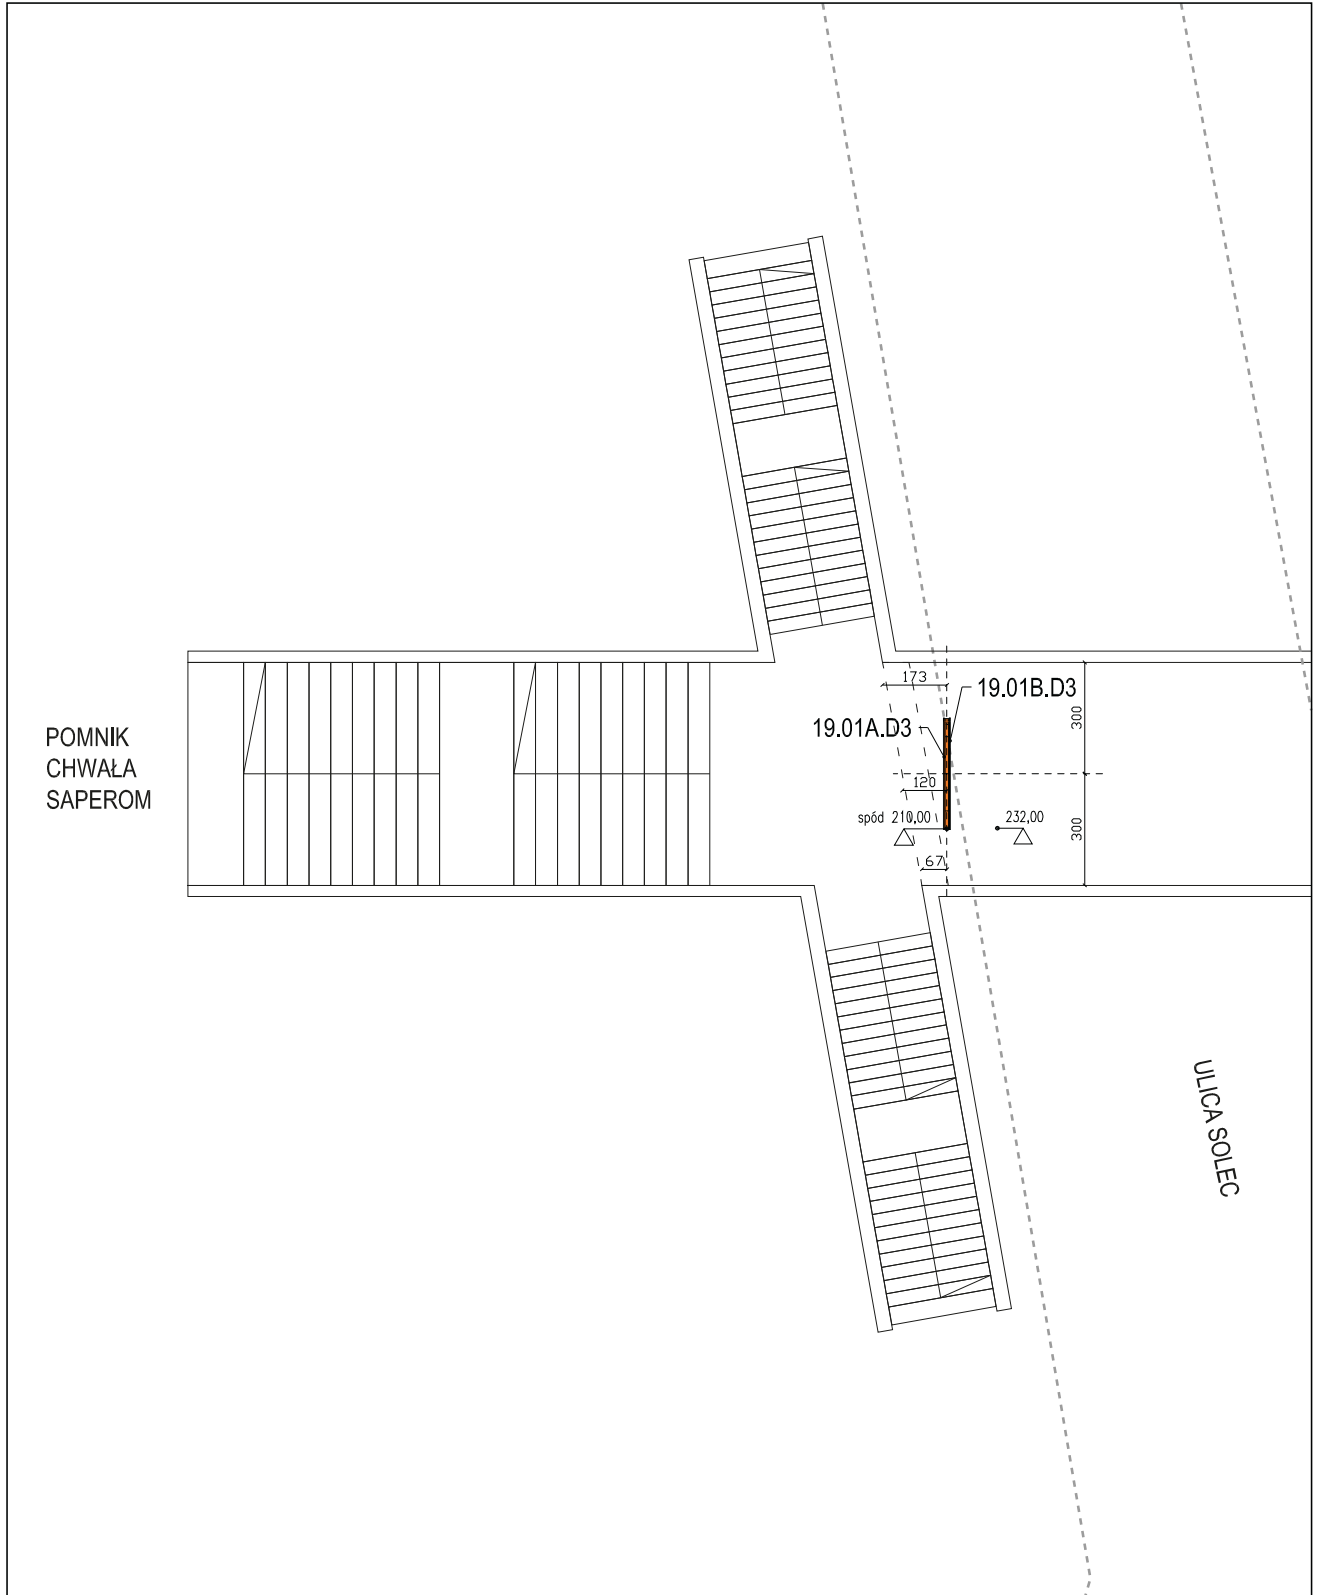 173
19.01B.D3
300
19.01A.D3
120
spód 210,00
232,00
300
67
POMNIK
CHWAŁA
SAPEROM
ULICA SOLEC